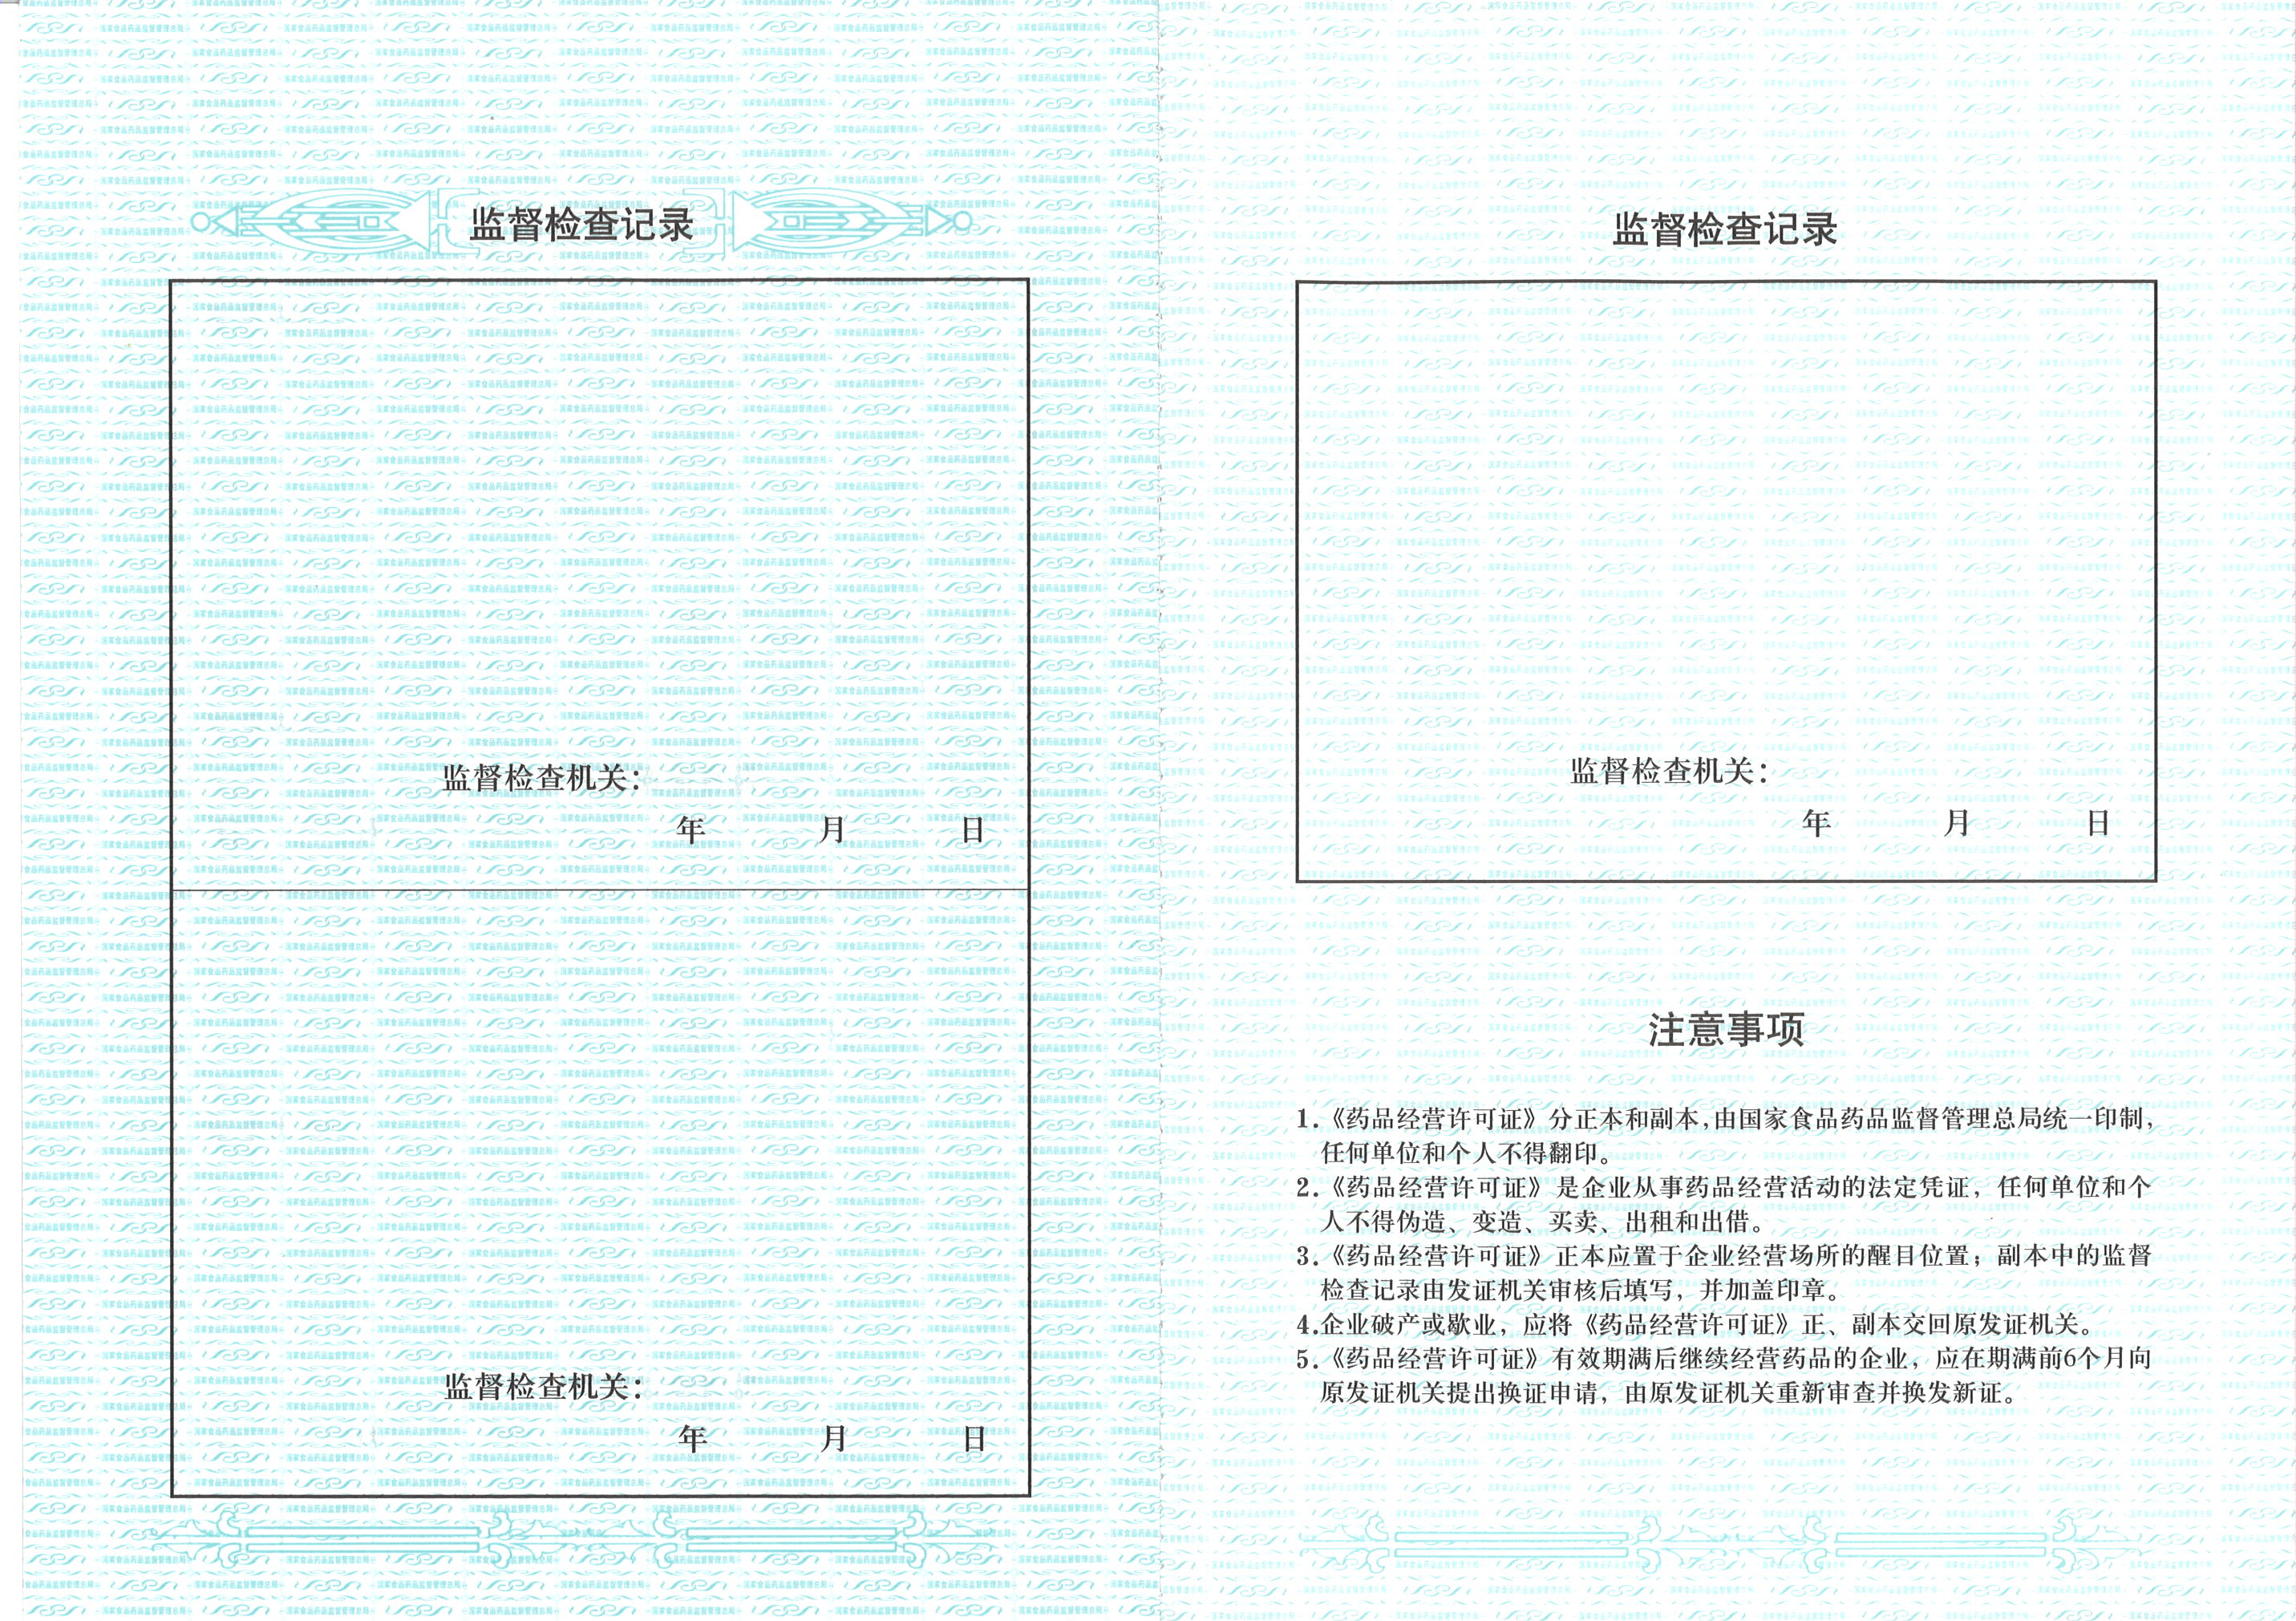 监督检查记录
监督检查机关：
年 月 日
监督检查机关：
年 月 日
监督检查记录
监督检查机关：
年 月 日
注意事项
1.《药品经营许可证》分正本和副本,由国家食品药品监督管理总局统一印制,
任何单位和个人不得翻印。
2.《药品经营许可证》是企业从事药品经营活动的法定凭证，任何单位和个
人不得伪造、变造、买卖、出租和出借。
3.《药品经营许可证》正本应置于企业经营场所的醒目位置；副本中的监督
检查记录由发证机关审核后填写，并加盖印章。
4.企业破产或歇业，应将《药品经营许可证》正、副本交回原发证机关。
5.《药品经营许可证》有效期满后继续经营药品的企业，应在期满前6个月向
原发证机关提出换证申请，由原发证机关重新审查并换发新证。